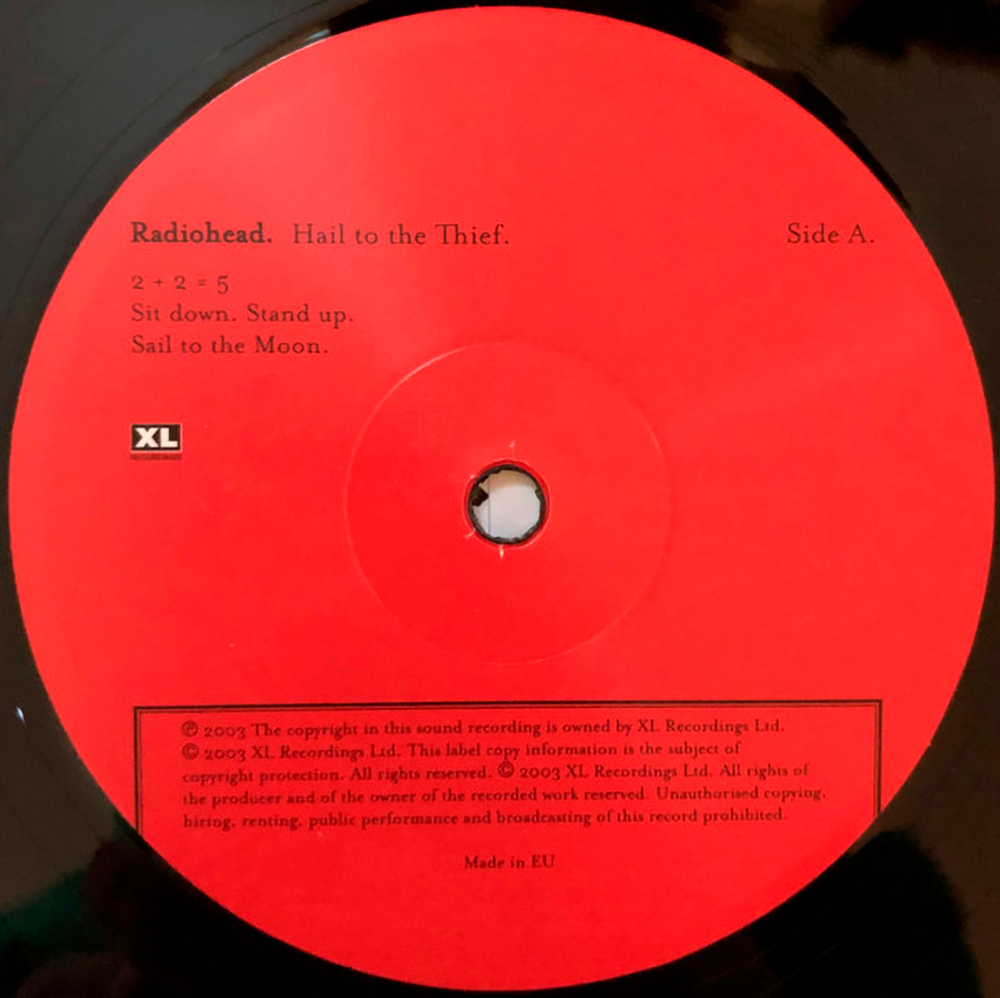 Radiohead. Hail to the Thief. Side A.
2 + 2 = 5
Sit down. Stand up.
Sail to the Moon.
XL
RECORDINGS
℗ 2003 The copyright in this sound recording is owned by XL Recordings Ltd.
© 2003 XL Recordings Ltd. This label copy information is the subject of
copyright protection. All rights reserved. © 2003 XL Recordings Ltd. All rights of
the producer and of the owner of the recorded work reserved. Unauthorised copying,
hiring, renting, public performance and broadcasting of this record prohibited.
Made in EU